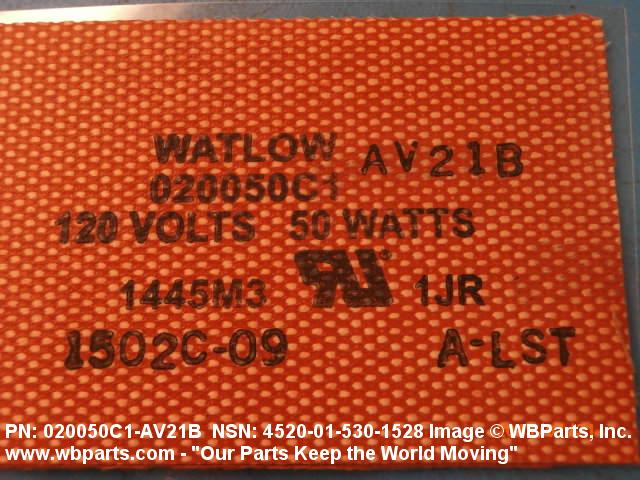 WATLOW AV21B
020050C1
120 VOLTS 50 WATTS
1445M3 RU® 1JR
1502C-09 A-LST
PN: 020050C1-AV21B NSN: 4520-01-530-1528 Image © WBParts, Inc.
www.wbparts.com - "Our Parts Keep the World Moving"